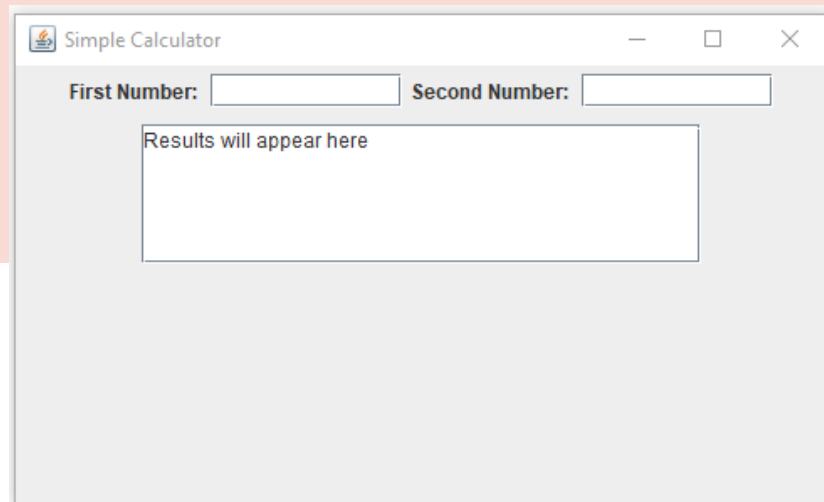 Simple Calculator
First Number: Second Number:
Results will appear here